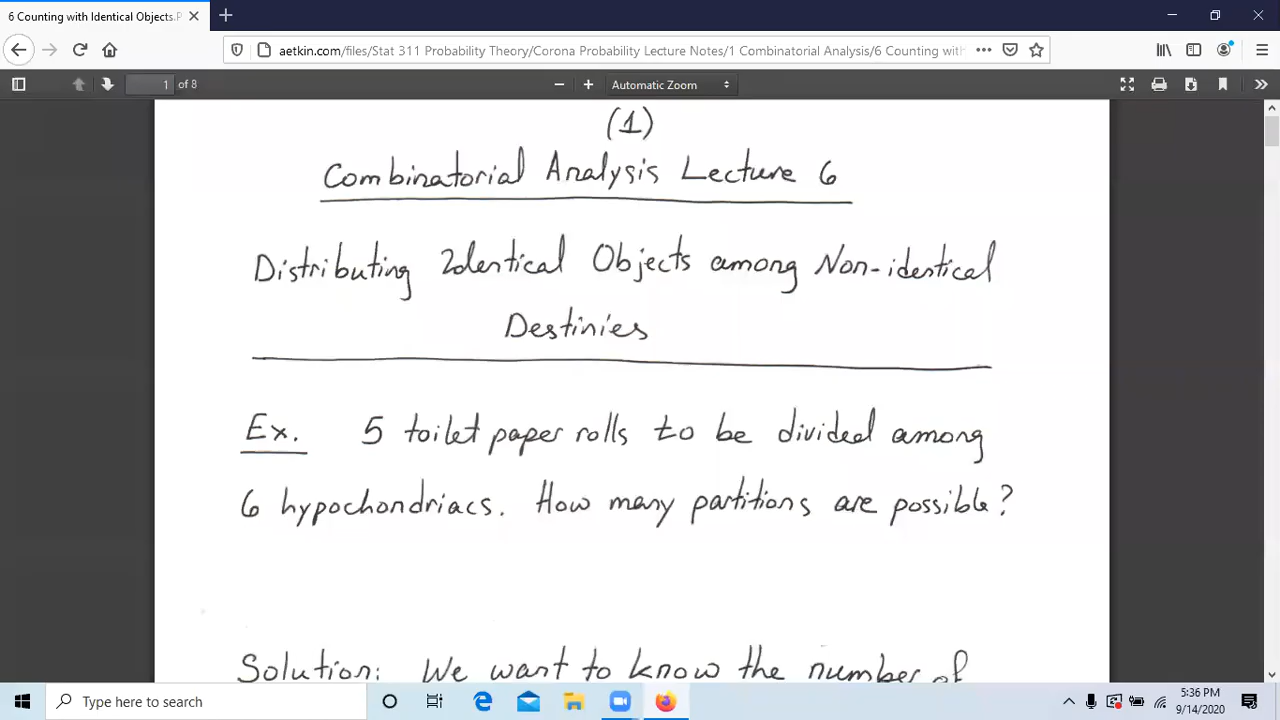 6 Counting with Identical Objects.P
aetkin.com/files/Stat 311 Probability Theory/Corona Probability Lecture Notes/1 Combinatorial Analysis/6 Counting with
1 of 8
Automatic Zoom
(1)
Combinatorial Analysis Lecture 6
Distributing Identical Objects among Non-identical
Destinies
Ex. 5 toilet paper rolls to be divided among
6 hypochondriacs. How many partitions are possible?
Solution: We want to know the number of
Type here to search
5:36 PM
9/14/2020